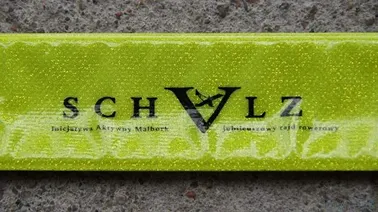 SCHVLZ
Inicjatywa Aktywny Malbork jubileuszowy rajd rowerowy